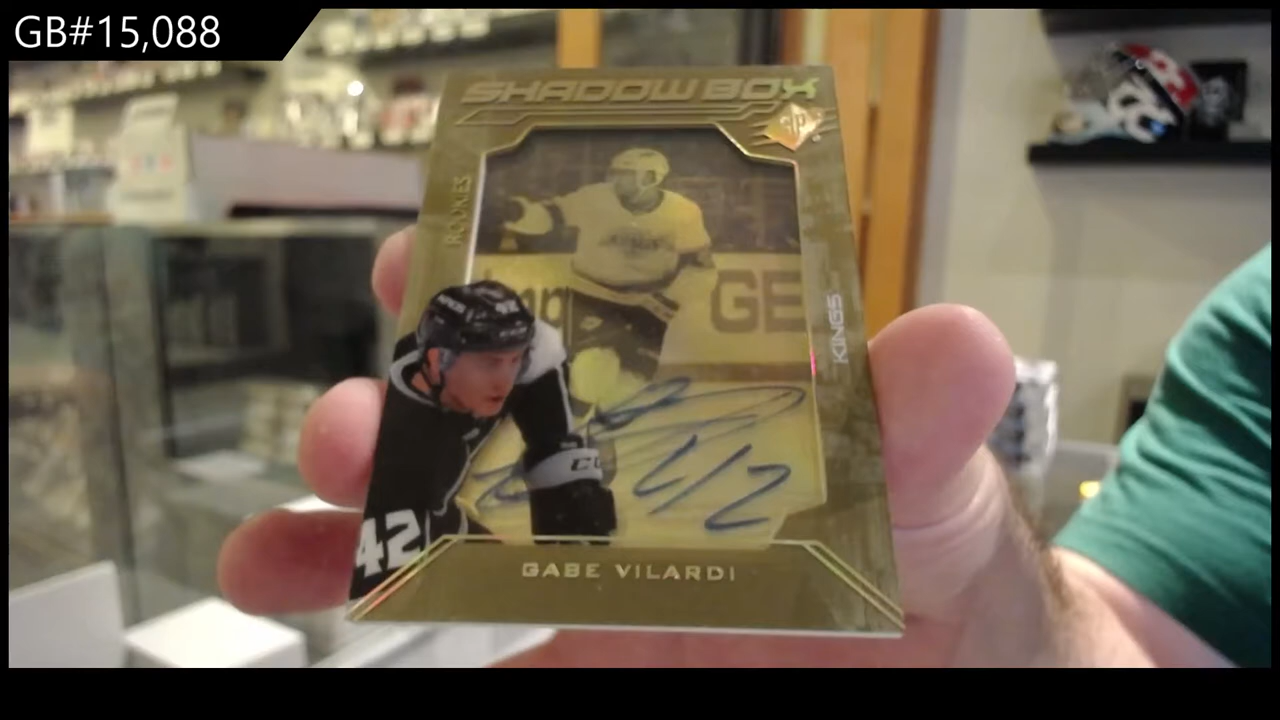 GB#15,088
SHADOW BOX
SP
ROOKIES
GE
KINGS
42
GABE VILARDI